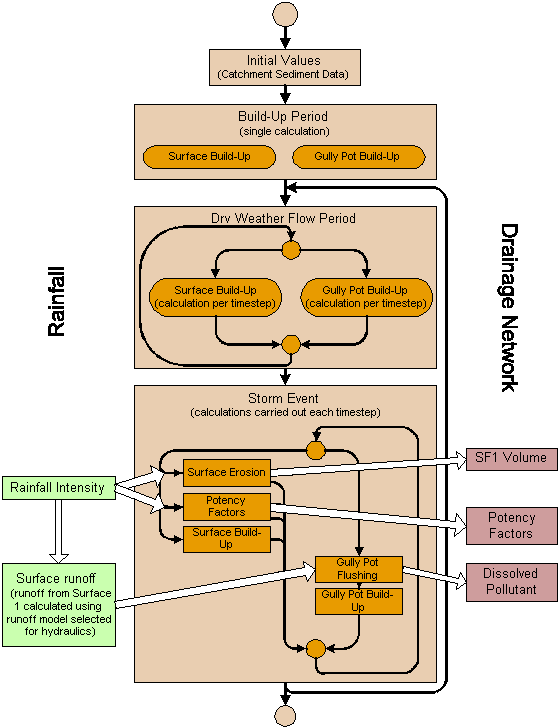 Initial Values
(Catchment Sediment Data)
Build-Up Period
(single calculation)
Surface Build-Up
Gully Pot Build-Up
Dry Weather Flow Period
Surface Build-Up
(calculation per timestep)
Gully Pot Build-Up
(calculation per timestep)
Rainfall
Drainage Network
Storm Event
(calculations carried out each timestep)
Surface Erosion
Potency
Factors
Surface Build-
Up
Gully Pot
Flushing
Gully Pot Build-
Up
Rainfall Intensity
Surface runoff
(runoff from Surface
1 calculated using
runoff model selected
for hydraulics)
SF1 Volume
Potency
Factors
Dissolved
Pollutant